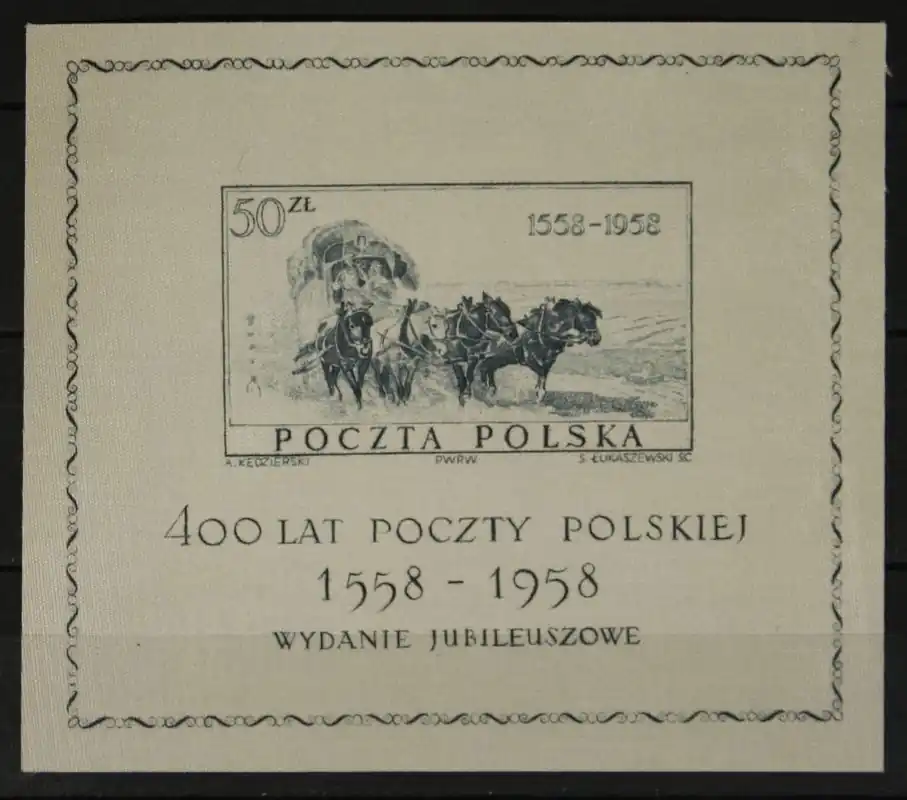 50 ZŁ
1558-1958
POCZTA POLSKA
A. KĘDZIERSKI PWPW S. ŁUKASZEWSKI SC
400 LAT POCZTY POLSKIEJ
1558 - 1958
WYDANIE JUBILEUSZOWE